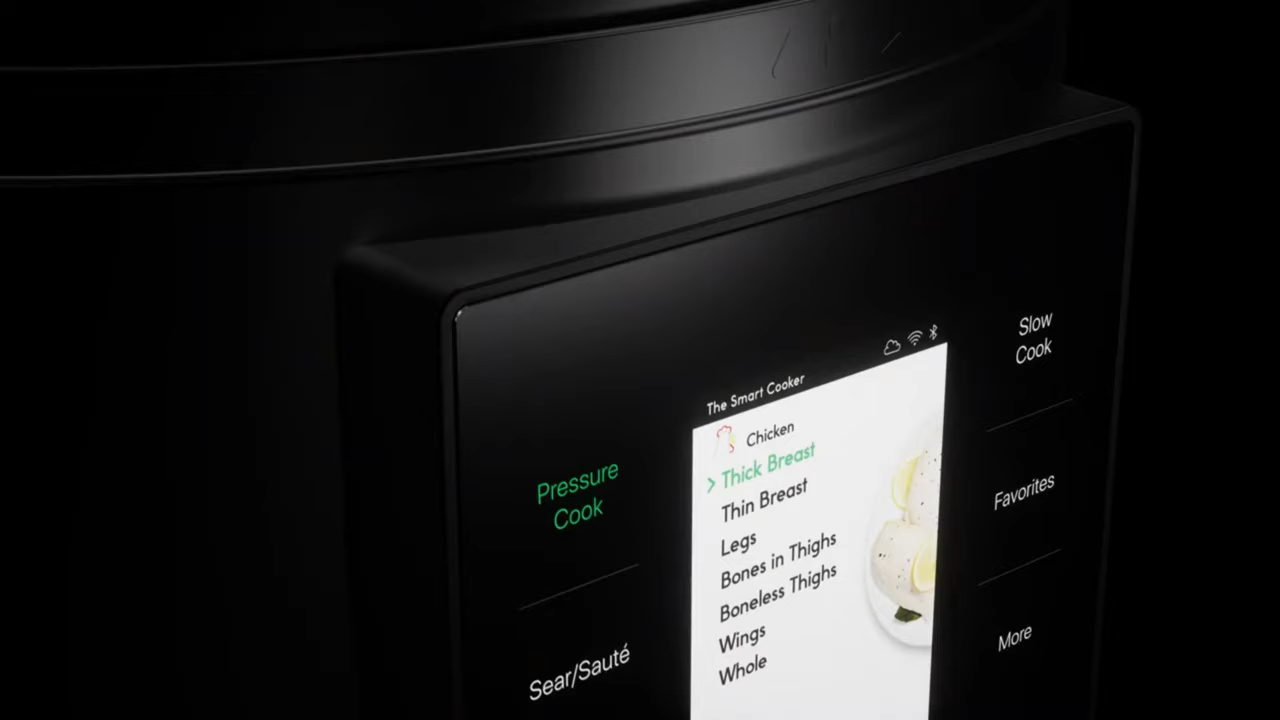 The Smart Cooker
Chicken
> Thick Breast
Thin Breast
Legs
Bones in Thighs
Boneless Thighs
Wings
Whole
Pressure
Cook
Sear/Sauté
Slow
Cook
Favorites
More